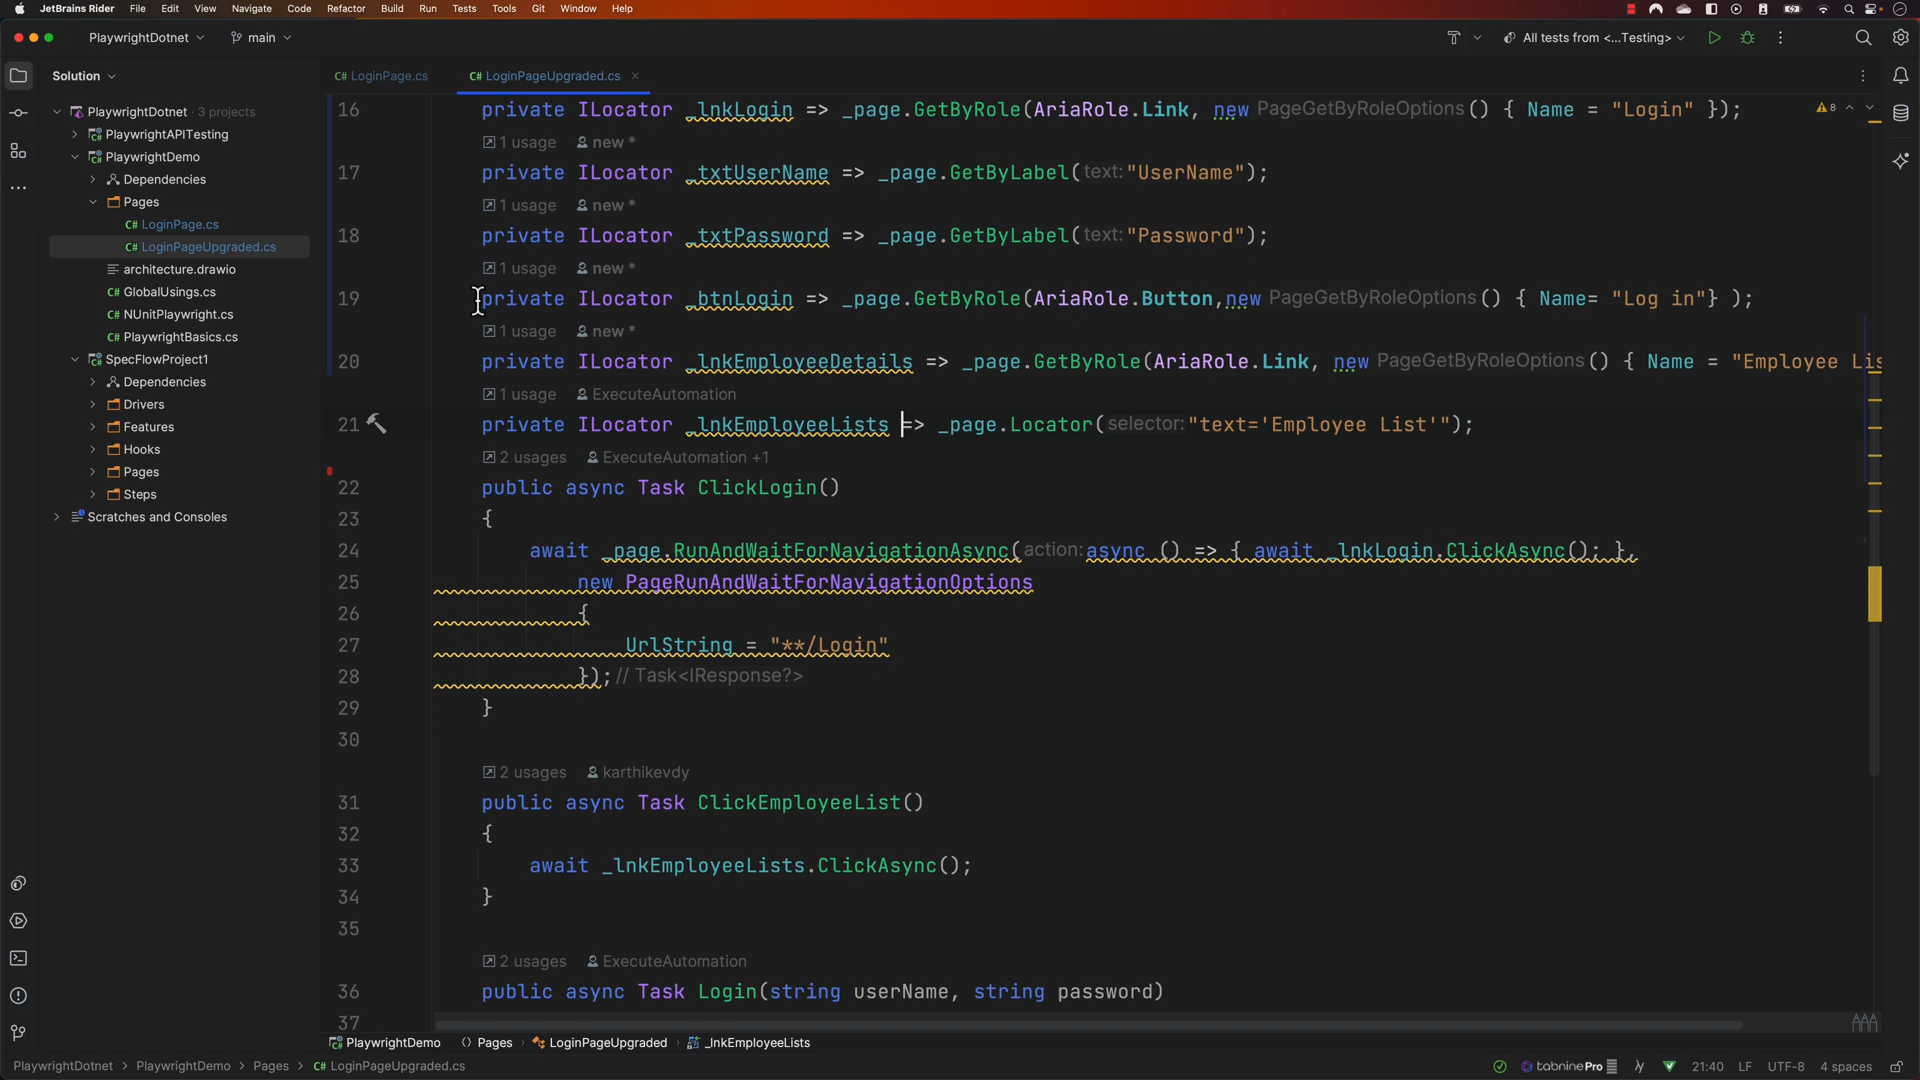 JetBrains Rider File Edit View Navigate Code Refactor Build Run Tests Tools Git Window Help
PlaywrightDotnet main All tests from <...Testing>
Solution
LoginPage.cs LoginPageUpgraded.cs
PlaywrightDotnet 3 projects
PlaywrightAPITesting
PlaywrightDemo
Dependencies
Pages
LoginPage.cs
LoginPageUpgraded.cs
architecture.drawio
GlobalUsings.cs
NUnitPlaywright.cs
PlaywrightBasics.cs
SpecFlowProject1
Dependencies
Drivers
Features
Hooks
Pages
Steps
Scratches and Consoles
16 private ILocator _lnkLogin => _page.GetByRole(AriaRole.Link, new PageGetByRoleOptions() { Name = "Login" }); 8
1 usage new *
17 private ILocator _txtUserName => _page.GetByLabel(text:"UserName");
1 usage new *
18 private ILocator _txtPassword => _page.GetByLabel(text:"Password");
1 usage new *
19 private ILocator _btnLogin => _page.GetByRole(AriaRole.Button,new PageGetByRoleOptions() { Name= "Log in"} );
1 usage new *
20 private ILocator _lnkEmployeeDetails => _page.GetByRole(AriaRole.Link, new PageGetByRoleOptions() { Name = "Employee Lis
1 usage ExecuteAutomation
21 private ILocator _lnkEmployeeLists => _page.Locator(selector:"text='Employee List'");
2 usages ExecuteAutomation +1
22 public async Task ClickLogin()
23 {
24 await _page.RunAndWaitForNavigationAsync(action:async () => { await _lnkLogin.ClickAsync(); },
25 new PageRunAndWaitForNavigationOptions
26 {
27 UrlString = "**/Login"
28 }); // Task<IResponse?>
29 }
30
2 usages karthikevdy
31 public async Task ClickEmployeeList()
32 {
33 await _lnkEmployeeLists.ClickAsync();
34 }
35
2 usages ExecuteAutomation
36 public async Task Login(string userName, string password)
37
PlaywrightDemo Pages LoginPageUpgraded _lnkEmployeeLists
PlaywrightDotnet PlaywrightDemo Pages LoginPageUpgraded.cs tabninePro 21:40 LF UTF-8 4 spaces